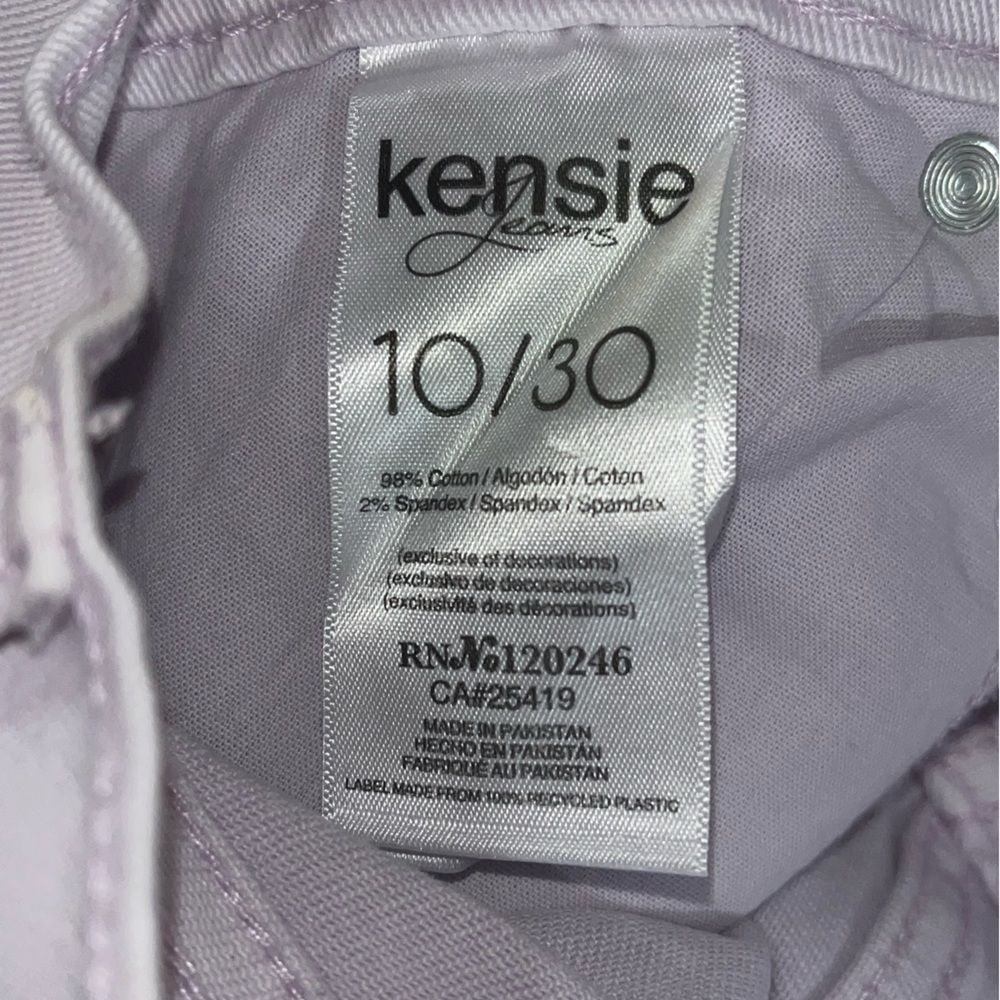 kensie
Jeans
10/30
98% Cotton / Algodón / Coton
2% Spandex / Spandex / Spandex
(exclusive of decorations)
(exclusivo de decoraciones)
(exclusivité des décorations)
RN No 120246
CA#25419
MADE IN PAKISTAN
HECHO EN PAKISTÁN
FABRIQUÉ AU PAKISTAN
LABEL MADE FROM 100% RECYCLED PLASTIC